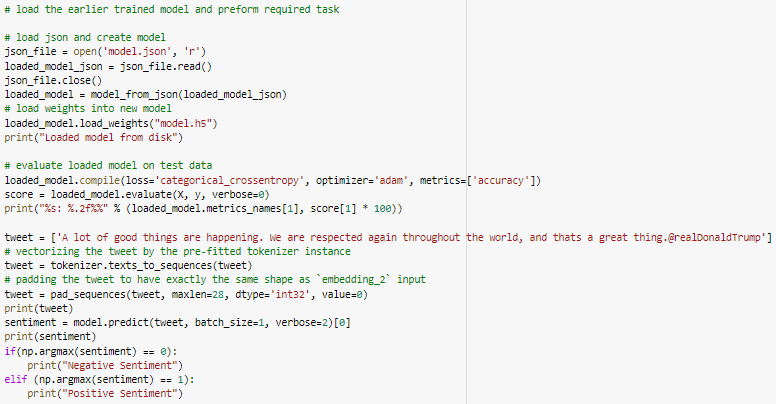 # load the earlier trained model and preform required task
# load json and create model
json_file = open('model.json', 'r')
loaded_model_json = json_file.read()
json_file.close()
loaded_model = model_from_json(loaded_model_json)
# load weights into new model
loaded_model.load_weights("model.h5")
print("Loaded model from disk")
# evaluate loaded model on test data
loaded_model.compile(loss='categorical_crossentropy', optimizer='adam', metrics=['accuracy'])
score = loaded_model.evaluate(X, y, verbose=0)
print("%s: %.2f%%" % (loaded_model.metrics_names[1], score[1] * 100))
tweet = ['A lot of good things are happening. We are respected again throughout the world, and thats a great thing.@realDonaldTrump']
# vectorizing the tweet by the pre-fitted tokenizer instance
tweet = tokenizer.texts_to_sequences(tweet)
# padding the tweet to have exactly the same shape as `embedding_2` input
tweet = pad_sequences(tweet, maxlen=28, dtype='int32', value=0)
print(tweet)
sentiment = model.predict(tweet, batch_size=1, verbose=2)[0]
print(sentiment)
if(np.argmax(sentiment) == 0):
    print("Negative Sentiment")
elif (np.argmax(sentiment) == 1):
    print("Positive Sentiment")